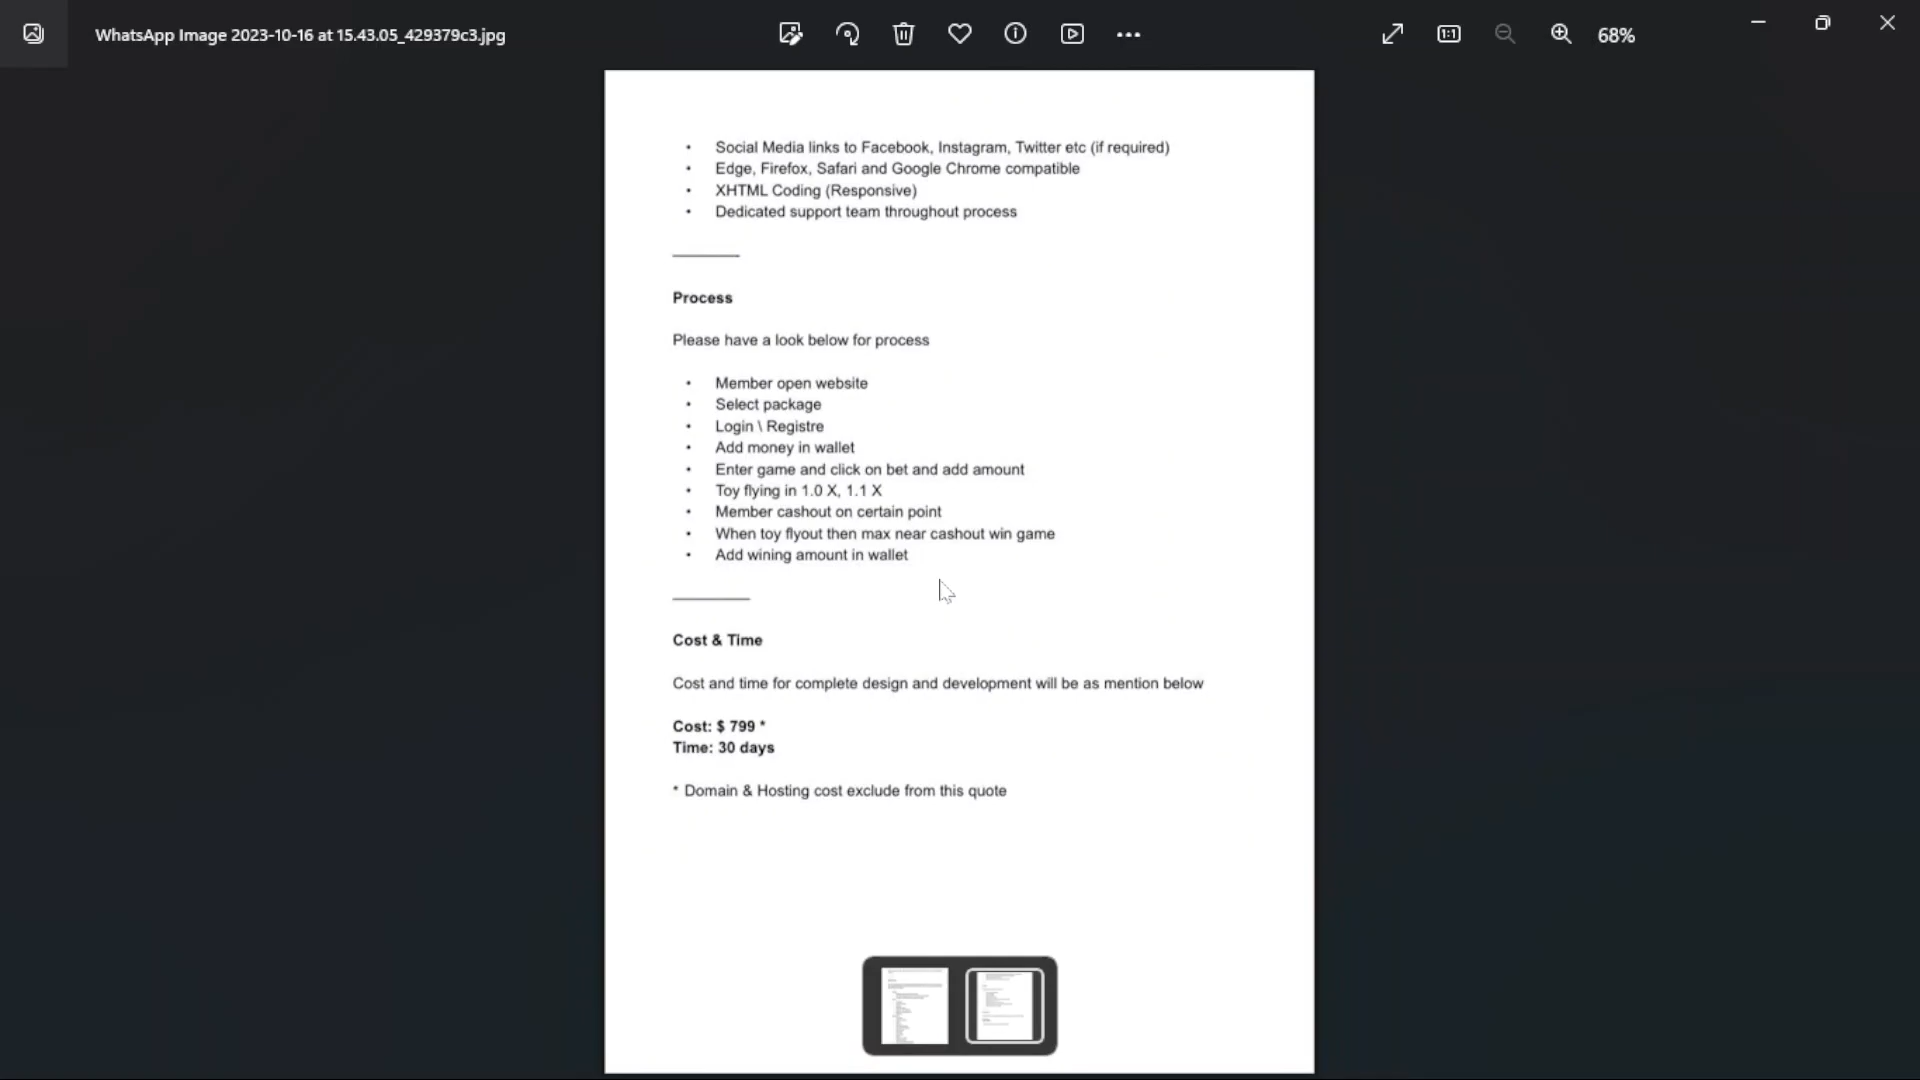 WhatsApp Image 2023-10-16 at 15.43.05_429379c3.jpg
1:1
68%
• Social Media links to Facebook, Instagram, Twitter etc (if required)
• Edge, Firefox, Safari and Google Chrome compatible
• XHTML Coding (Responsive)
• Dedicated support team throughout process
Process
Please have a look below for process
• Member open website
• Select package
• Login \ Registre
• Add money in wallet
• Enter game and click on bet and add amount
• Toy flying in 1.0 X, 1.1 X
• Member cashout on certain point
• When toy flyout then max near cashout win game
• Add wining amount in wallet
Cost & Time
Cost and time for complete design and development will be as mention below
Cost: $ 799 *
Time: 30 days
* Domain & Hosting cost exclude from this quote